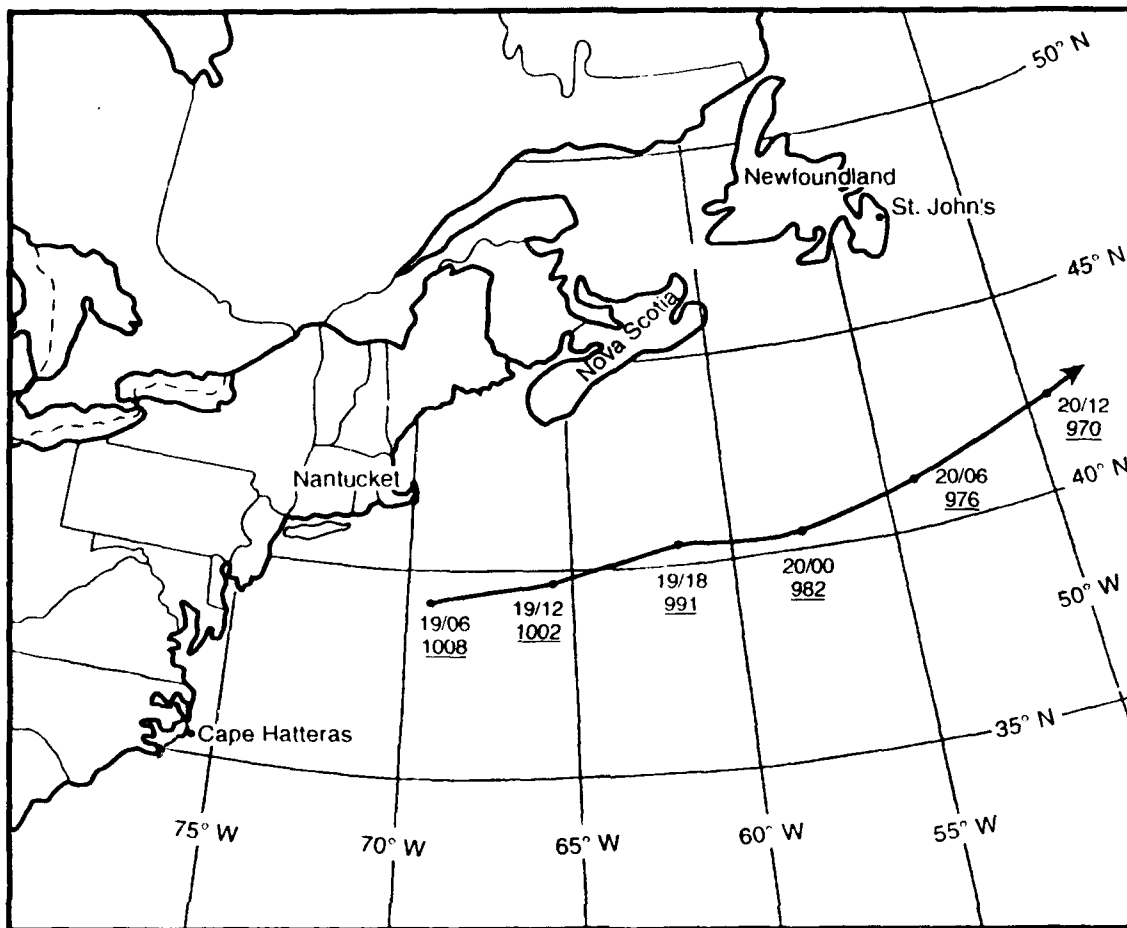 50° N
Newfoundland
St. John's
45° N
Nova Scotia
20/12
970
40° N
Nantucket
20/06
976
20/00
982
19/18
991
19/12
1002
19/06
1008
50° W
35° N
Cape Hatteras
75° W
70° W
65° W
60° W
55° W